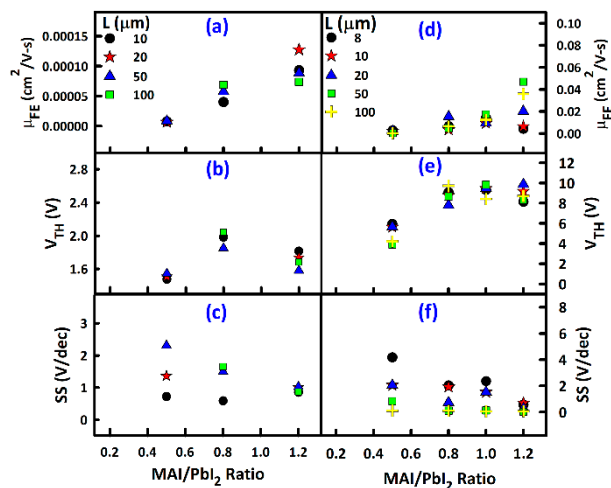 L (μm)
10
20
50
100
(a)
0.00015
0.00010
0.00005
0.00000
μFE (cm2/V-s)
L (μm)
8
10
20
50
100
(d)
0.10
0.08
0.06
0.04
0.02
0.00
μFE (cm2/V-s)
(b)
2.8
2.4
2.0
1.6
VTH (V)
(e)
12
10
8
6
4
2
0
VTH (V)
(c)
3
2
1
0
SS (V/dec)
(f)
8
6
4
2
0
SS (V/dec)
0.2 0.4 0.6 0.8 1.0 1.2
MAI/PbI2 Ratio
0.2 0.4 0.6 0.8 1.0 1.2
MAI/PbI2 Ratio